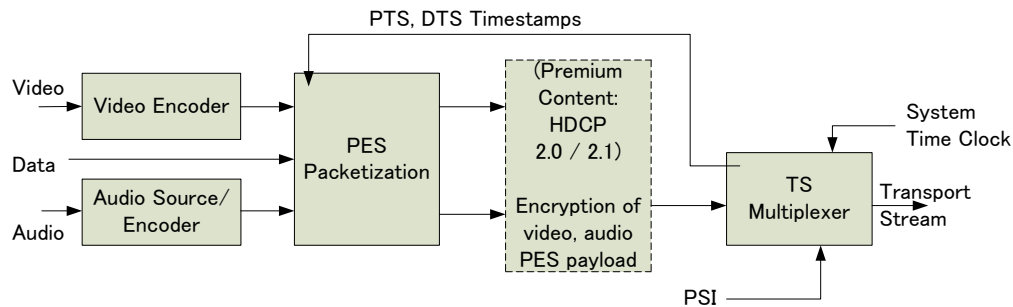 PTS, DTS Timestamps
Video
Video Encoder
Data
Audio Source/
Encoder
Audio
PES
Packetization
(Premium
Content:
HDCP
2.0 / 2.1)
Encryption of
video, audio
PES payload
System
Time Clock
TS
Multiplexer
Transport
Stream
PSI